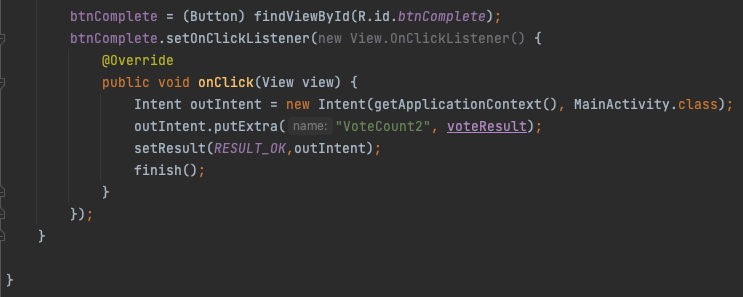 btnComplete = (Button) findViewById(R.id.btnComplete);
btnComplete.setOnClickListener(new View.OnClickListener() {
@Override
public void onClick(View view) {
Intent outIntent = new Intent(getApplicationContext(), MainActivity.class);
outIntent.putExtra( name: "VoteCount2", voteResult);
setResult(RESULT_OK,outIntent);
finish();
}
});
}
}